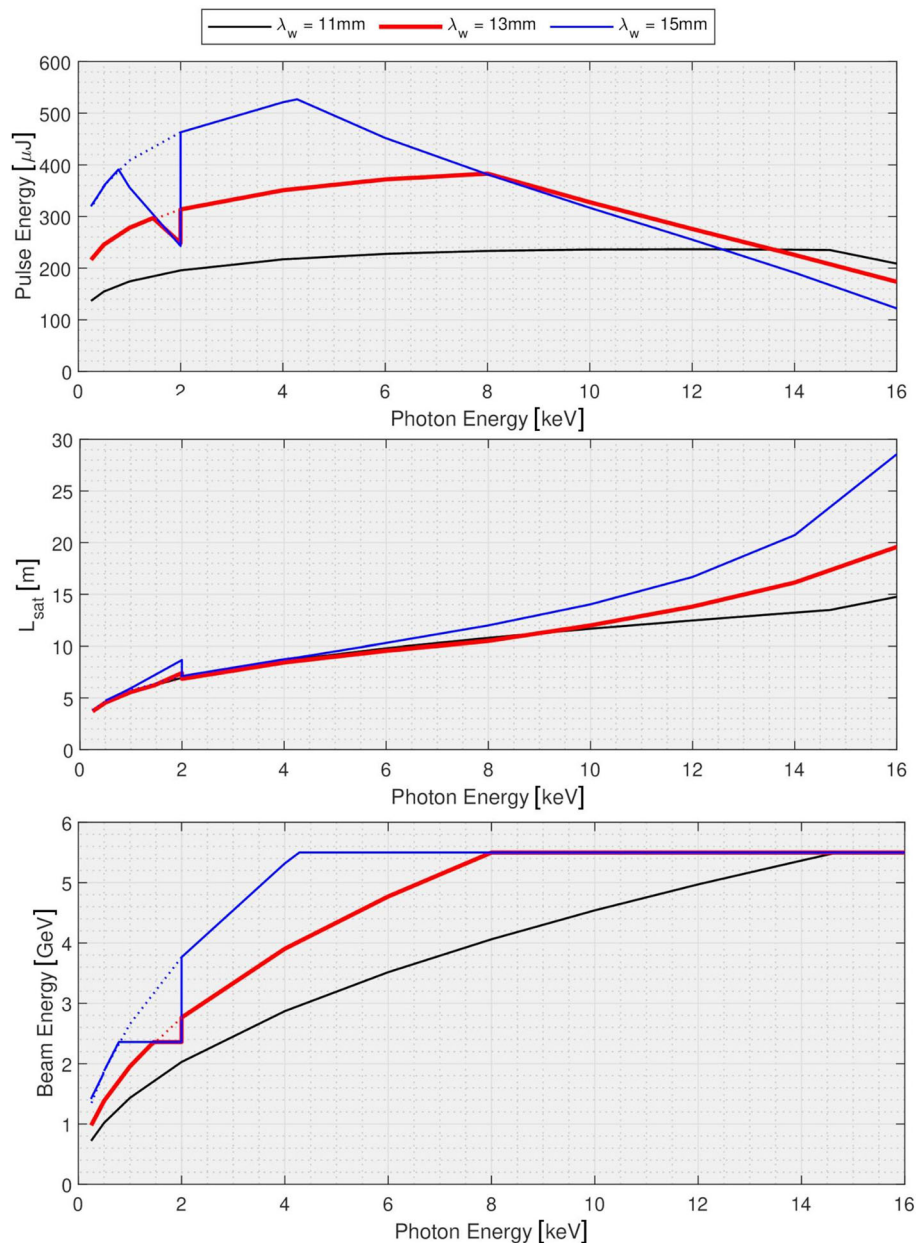 λw = 11mm λw = 13mm λw = 15mm
600
500
400
300
200
100
0
Pulse Energy [μJ]
0 2 4 6 8 10 12 14 16
Photon Energy [keV]
30
25
20
15
10
5
0
Lsat [m]
0 2 4 6 8 10 12 14 16
Photon Energy [keV]
6
5
4
3
2
1
0
Beam Energy [GeV]
0 2 4 6 8 10 12 14 16
Photon Energy [keV]